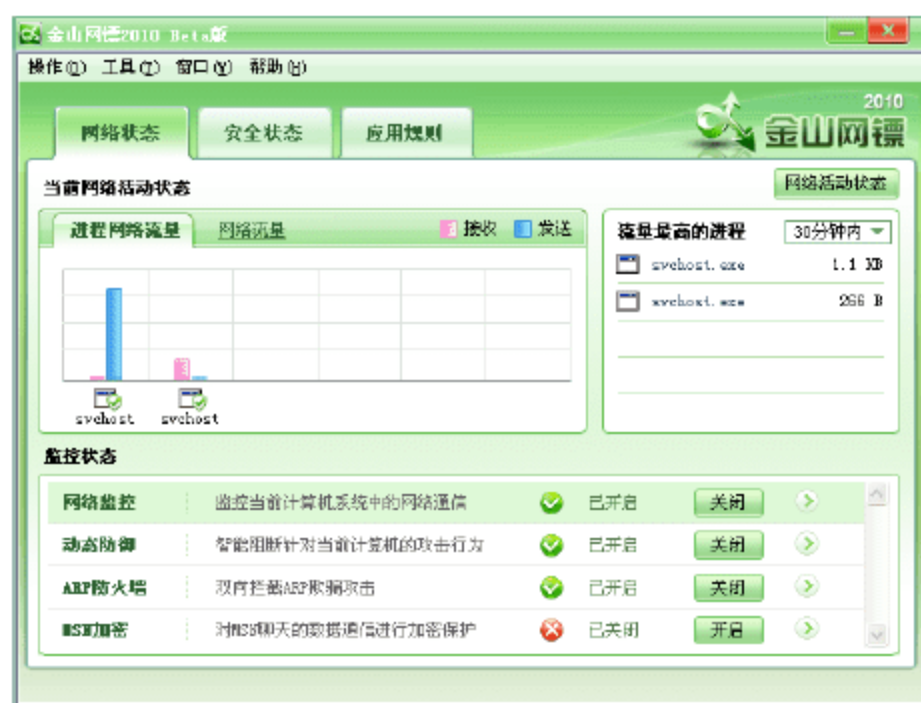 金山网镖2010 Beta版
操作(O) 工具(T) 窗口(W) 帮助(H)
2010
网络状态 安全状态 应用规则 金山网镖
当前网络活动状态 网络活动状态
进程网络流量 网络流量 接收 发送 流量最高的进程 30分钟内
svchost.exe 1.1 KB
svchost.exe 266 B
svchost svchost
监控状态
网络监控 监控当前计算机系统中的网络通信 已开启 关闭
动态防御 智能阻断针对当前计算机的攻击行为 已开启 关闭
ARP防火墙 双向拦截ARP欺骗攻击 已开启 关闭
MSN加密 对MSN聊天的数据通信进行加密保护 已关闭 开启